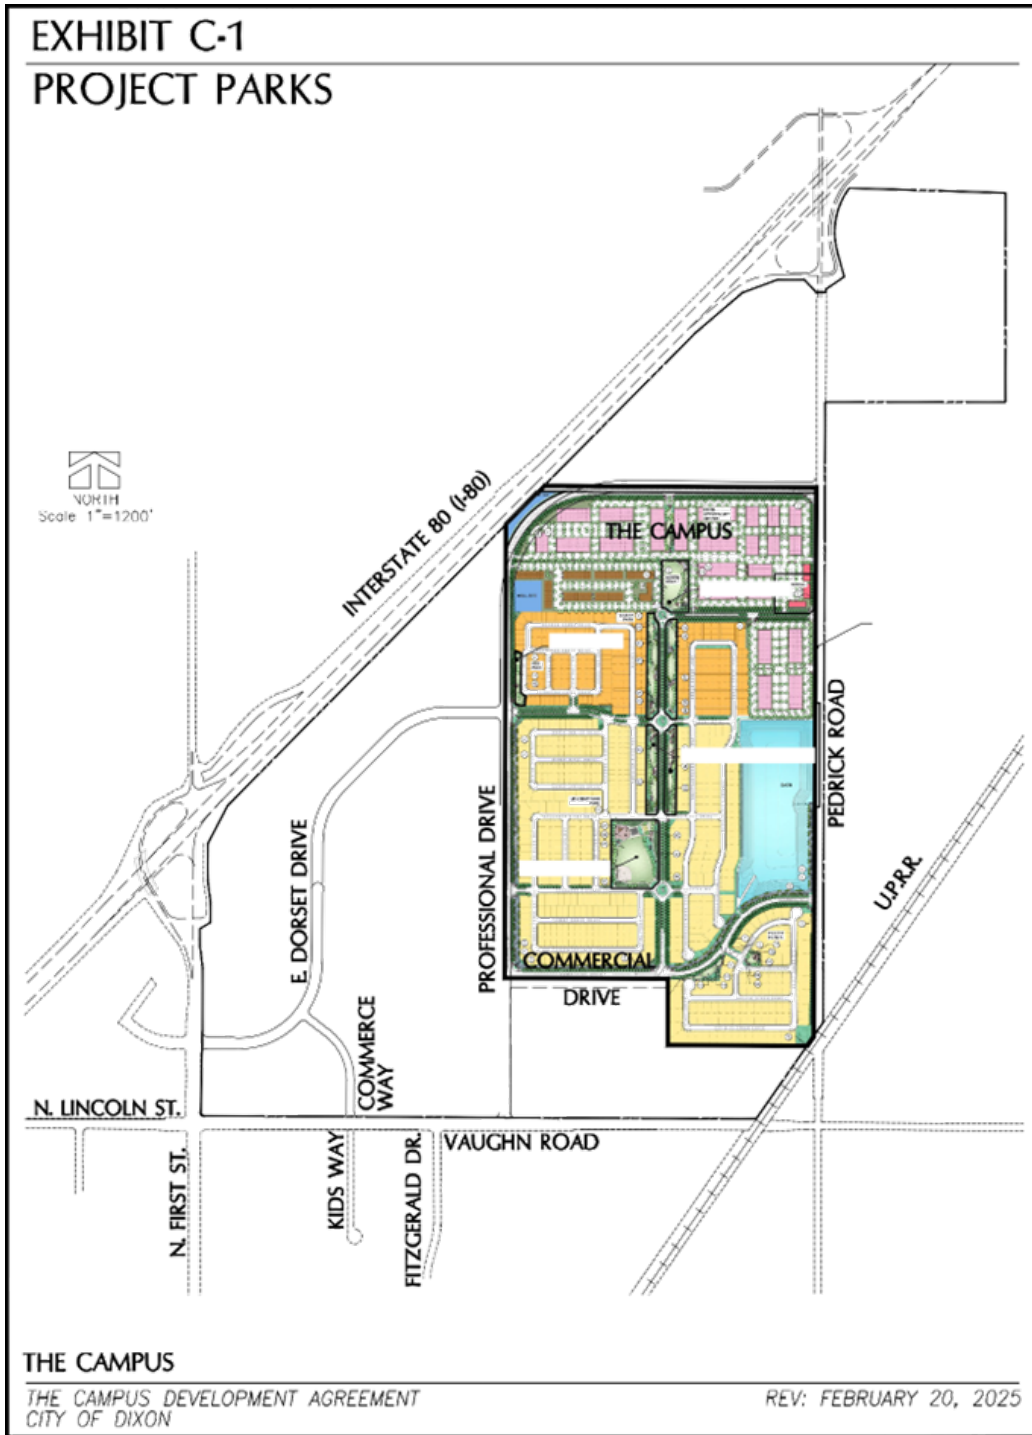 EXHIBIT C-1
PROJECT PARKS
NORTH
Scale 1"=1200'
INTERSTATE 80 (I-80)
THE CAMPUS
PEDRICK ROAD
PROFESSIONAL DRIVE
E. DORSET DRIVE
U.P.R.R.
COMMERCIAL
DRIVE
COMMERCE
WAY
N. LINCOLN ST.
VAUGHN ROAD
N. FIRST ST.
KIDS WAY
FITZGERALD DR.
THE CAMPUS
THE CAMPUS DEVELOPMENT AGREEMENT
CITY OF DIXON
REV: FEBRUARY 20, 2025